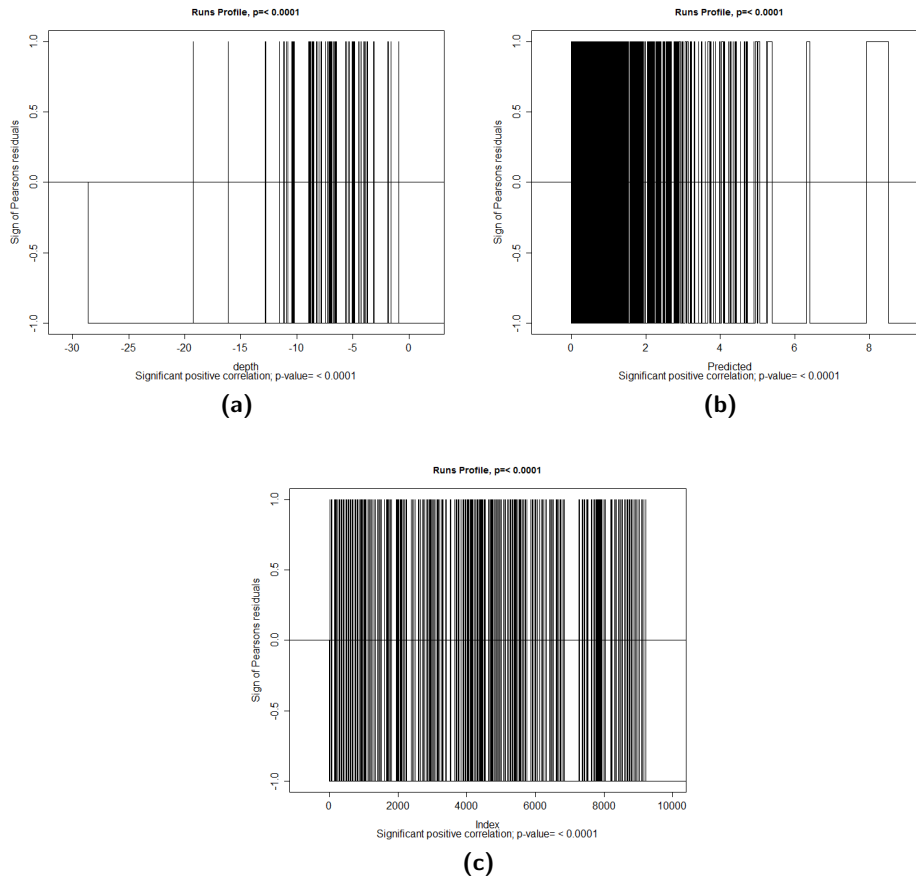 Runs Profile, p=< 0.0001
Sign of Pearsons residuals
1.0
0.5
0.0
-0.5
-1.0
-30 -25 -20 -15 -10 -5 0
depth
Significant positive correlation; p-value= < 0.0001
(a)
Runs Profile, p=< 0.0001
Sign of Pearsons residuals
1.0
0.5
0.0
-0.5
-1.0
0 2 4 6 8
Predicted
Significant positive correlation; p-value= < 0.0001
(b)
Runs Profile, p=< 0.0001
Sign of Pearsons residuals
1.0
0.5
0.0
-0.5
-1.0
0 2000 4000 6000 8000 10000
Index
Significant positive correlation; p-value= < 0.0001
(c)